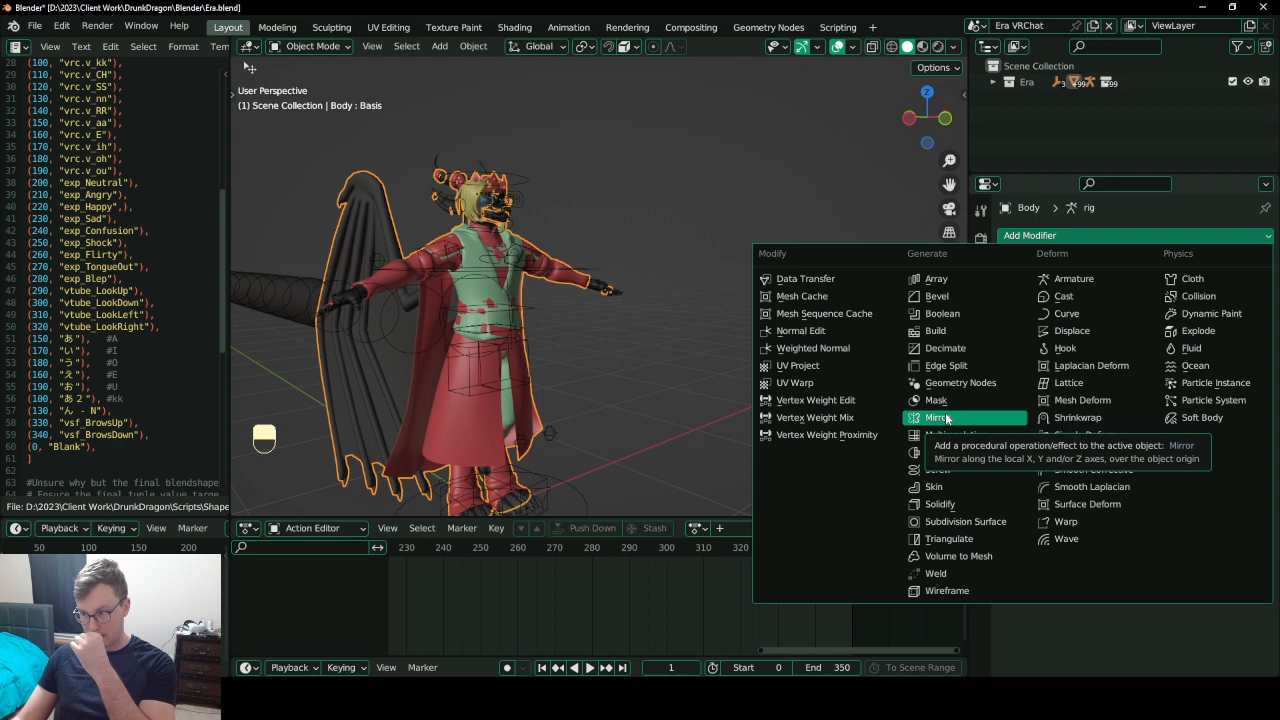 Blender* [D:\2023\Client Work\DrunkDragon\Blender\Era.blend]
File Edit Render Window Help
Layout Modeling Sculpting UV Editing Texture Paint Shading Animation Rendering Compositing Geometry Nodes Scripting +
Era VRChat
ViewLayer
View Text Edit Select Format
Object Mode View Select Add Object Global
Options
28 (100, "vrc.v_kk"),
29 (110, "vrc.v_CH"),
30 (120, "vrc.v_SS"),
31 (130, "vrc.v_nn"),
32 (140, "vrc.v_RR"),
33 (150, "vrc.v_aa"),
34 (160, "vrc.v_E"),
35 (170, "vrc.v_ih"),
36 (180, "vrc.v_oh"),
37 (190, "vrc.v_ou"),
38 (200, "exp_Neutral"),
39 (210, "exp_Angry"),
40 (220, "exp_Happy",),
41 (230, "exp_Sad"),
42 (240, "exp_Confusion"),
43 (250, "exp_Shock"),
44 (260, "exp_Flirty"),
45 (270, "exp_TongueOut"),
46 (280, "exp_Blep"),
47 (290, "vtube_LookUp"),
48 (300, "vtube_LookDown"),
49 (310, "vtube_LookLeft"),
50 (320, "vtube_LookRight"),
51 (150, "あ"), #A
52 (170, "い"), #I
53 (180, "う"), #O
54 (160, "え"), #E
55 (190, "お"), #U
56 (100, "あ２"), #kk
57 (130, "ん - N"),
58 (330, "vsf_BrowsUp"),
59 (340, "vsf_BrowsDown"),
60 (0, "Blank"),
61 ]
62
63 #Unsure why but the final blendshape
64 # Ensure the final tuple value targe
File: D:\2023\Client Work\DrunkDragon\Scripts\Shape
User Perspective
(1) Scene Collection | Body : Basis
Z
Scene Collection
Era
Body > rig
Add Modifier
Modify Generate Deform Physics
Data Transfer Array Armature Cloth
Mesh Cache Bevel Cast Collision
Mesh Sequence Cache Boolean Curve Dynamic Paint
Normal Edit Build Displace Explode
Weighted Normal Decimate Hook Fluid
UV Project Edge Split Laplacian Deform Ocean
UV Warp Geometry Nodes Lattice Particle Instance
Vertex Weight Edit Mask Mesh Deform Particle System
Vertex Weight Mix Mirror Shrinkwrap Soft Body
Vertex Weight Proximity
Add a procedural operation/effect to the active object: Mirror
Mirror along the local X, Y and/or Z axes, over the object origin
Skin Smooth Laplacian
Solidify Surface Deform
Subdivision Surface Warp
Triangulate Wave
Volume to Mesh
Weld
Wireframe
Playback Keying View Marker
Action Editor View Select Marker Key Push Down Stash
50 100 150 200
230 240 250 260 270 280 290 300 310 320
Playback Keying View Marker 1 Start 0 End 350 To Scene Range